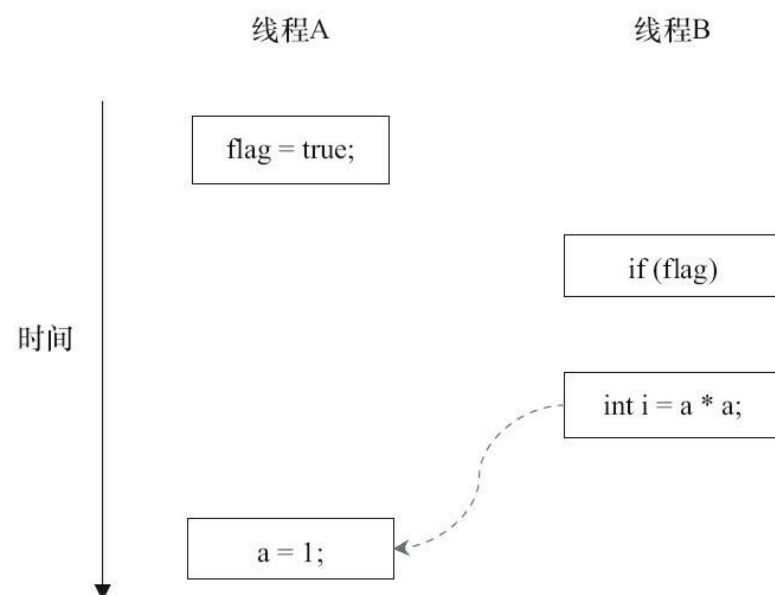 线程A
线程B
flag = true;
if (flag)
时间
int i = a * a;
a = 1;